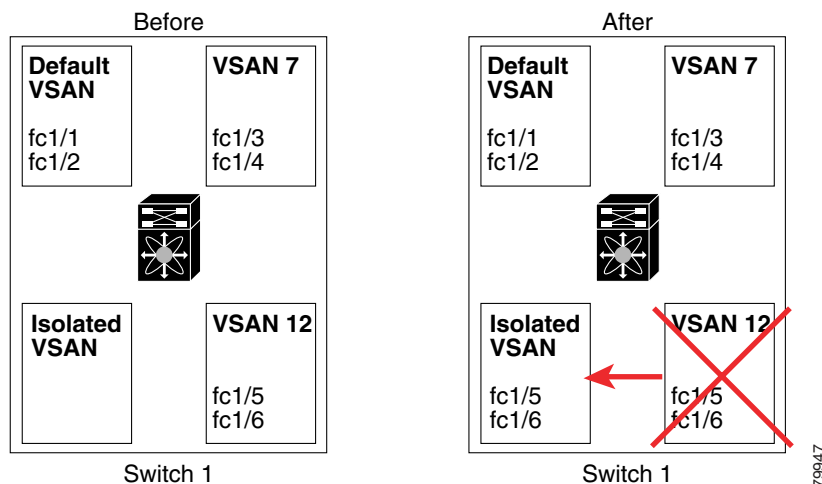 Before
Default
VSAN
fc1/1
fc1/2
VSAN 7
fc1/3
fc1/4
Isolated
VSAN
VSAN 12
fc1/5
fc1/6
Switch 1
After
Default
VSAN
fc1/1
fc1/2
VSAN 7
fc1/3
fc1/4
Isolated
VSAN
fc1/5
fc1/6
VSAN 12
fc1/5
fc1/6
Switch 1
79947